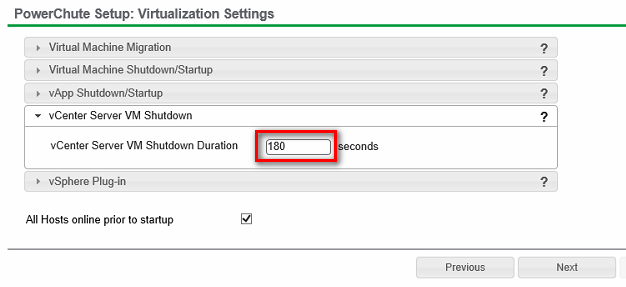 PowerChute Setup: Virtualization Settings
Virtual Machine Migration ?
Virtual Machine Shutdown/Startup ?
vApp Shutdown/Startup ?
vCenter Server VM Shutdown ?
vCenter Server VM Shutdown Duration 180 seconds
vSphere Plug-in ?
All Hosts online prior to startup
Previous Next